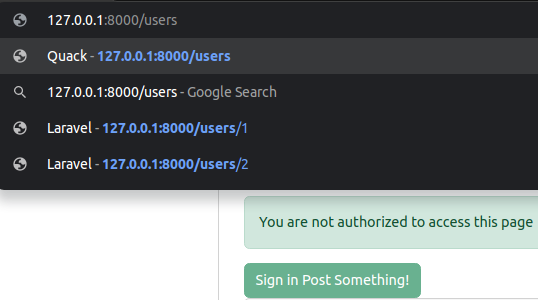 127.0.0.1:8000/users
Quack - 127.0.0.1:8000/users
127.0.0.1:8000/users - Google Search
Laravel - 127.0.0.1:8000/users/1
Laravel - 127.0.0.1:8000/users/2
You are not authorized to access this page
Sign in Post Something!